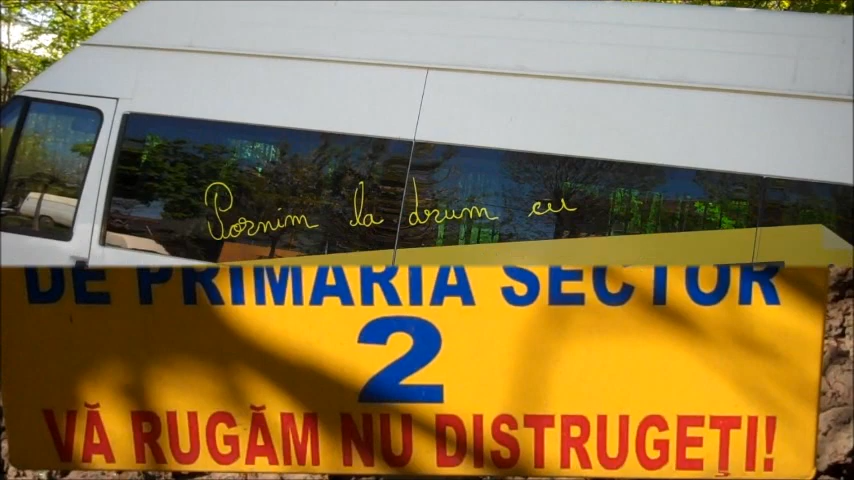 Pornim la drum cu
DE PRIMĂRIA SECTOR
2
VĂ RUGĂM NU DISTRUGEȚI!